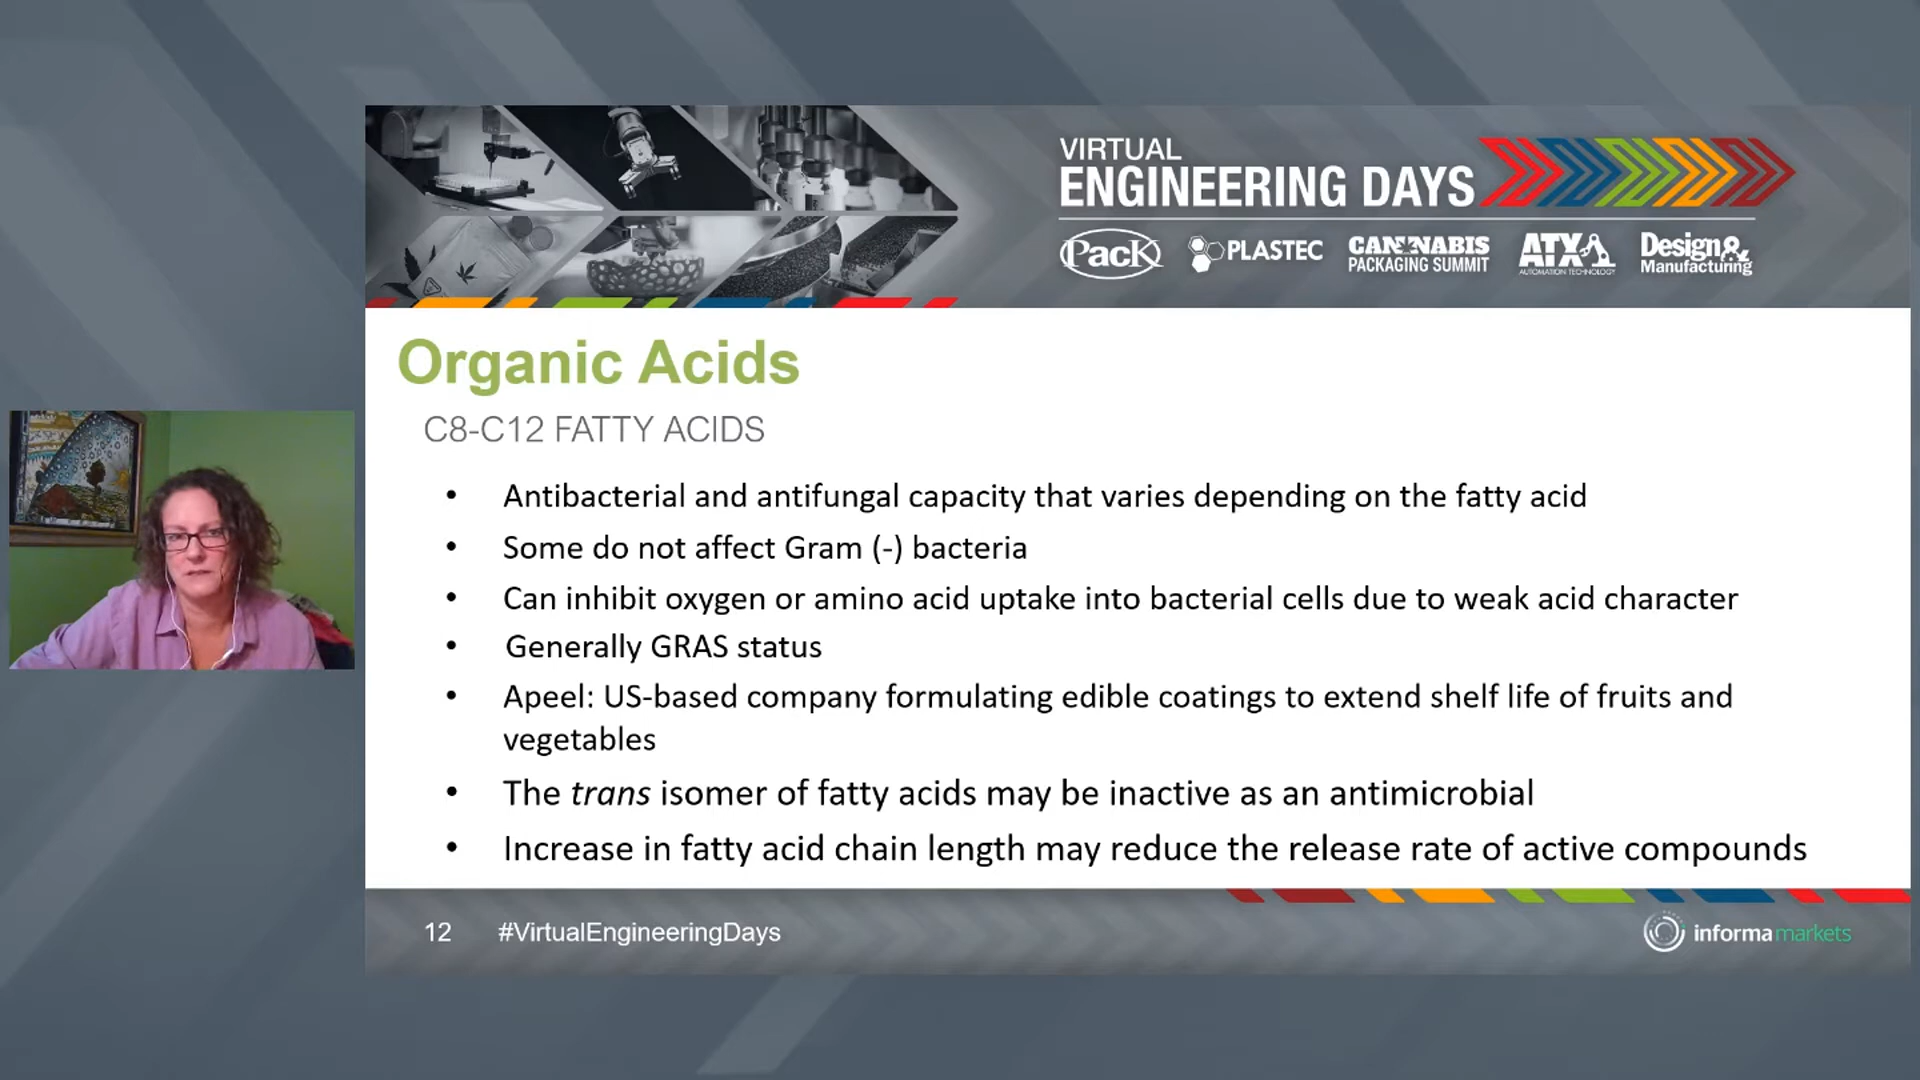 VIRTUAL
ENGINEERING DAYS
PACK PLASTEC CANNABIS PACKAGING SUMMIT ATX AUTOMATION TECHNOLOGY Design & Manufacturing
Organic Acids
C8-C12 FATTY ACIDS
• Antibacterial and antifungal capacity that varies depending on the fatty acid
• Some do not affect Gram (-) bacteria
• Can inhibit oxygen or amino acid uptake into bacterial cells due to weak acid character
• Generally GRAS status
• Apeel: US-based company formulating edible coatings to extend shelf life of fruits and
vegetables
• The trans isomer of fatty acids may be inactive as an antimicrobial
• Increase in fatty acid chain length may reduce the release rate of active compounds
12 #VirtualEngineeringDays
informa markets